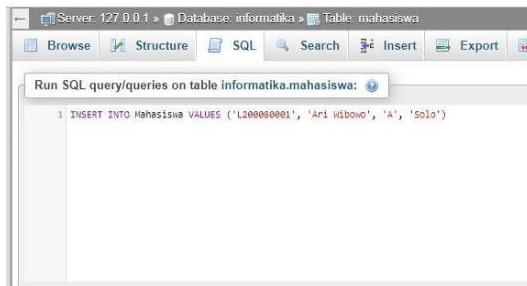 Server: 127.0.0.1 » Database: informatika » Table: mahasiswa
Browse Structure SQL Search Insert Export
Run SQL query/queries on table informatika.mahasiswa:
1 INSERT INTO Mahasiswa VALUES ('L200080001', 'Ari Wibowo', 'A', 'Solo')